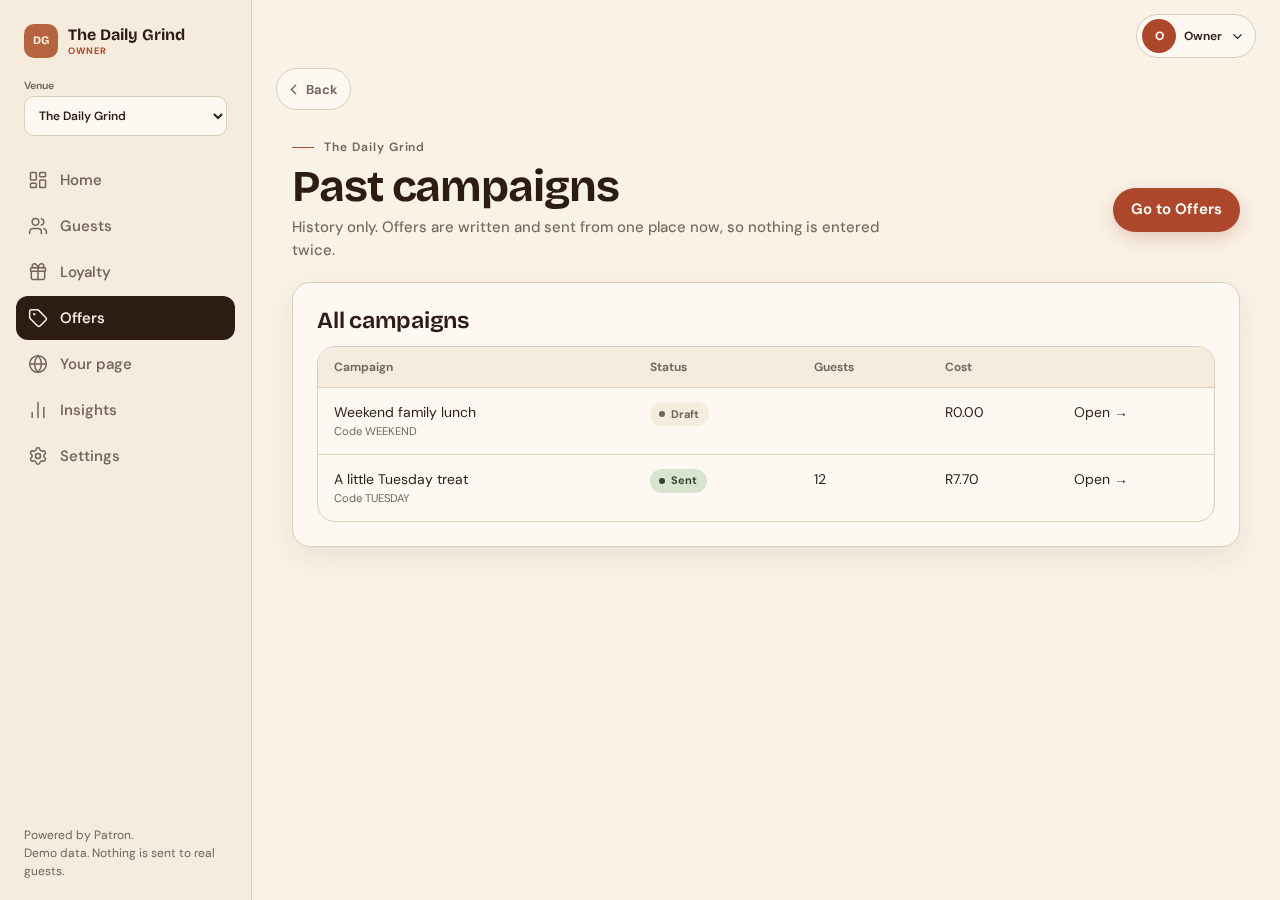 DG
The Daily Grind
OWNER
Venue
The Daily Grind
Home
Guests
Loyalty
Offers
Your page
Insights
Settings
Powered by Patron.
Demo data. Nothing is sent to real
guests.
O
Owner
Back
The Daily Grind
Past campaigns
History only. Offers are written and sent from one place now, so nothing is entered
twice.
Go to Offers
All campaigns
Campaign Status Guests Cost
Weekend family lunch Draft R0.00 Open →
Code WEEKEND
A little Tuesday treat Sent 12 R7.70 Open →
Code TUESDAY